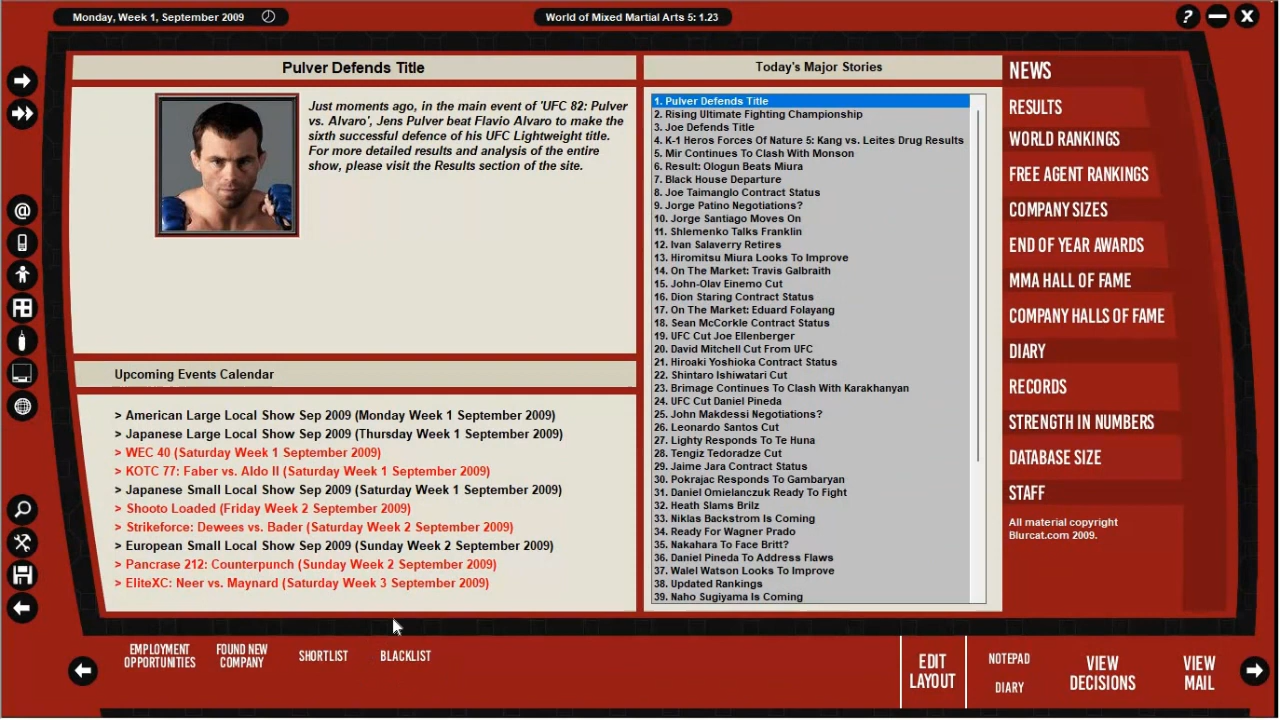 Monday, Week 1, September 2009
World of Mixed Martial Arts 5: 1.23
?
Pulver Defends Title
Just moments ago, in the main event of 'UFC 82: Pulver
vs. Alvaro', Jens Pulver beat Flavio Alvaro to make the
sixth successful defence of his UFC Lightweight title.
For more detailed results and analysis of the entire
show, please visit the Results section of the site.
Upcoming Events Calendar
> American Large Local Show Sep 2009 (Monday Week 1 September 2009)
> Japanese Large Local Show Sep 2009 (Thursday Week 1 September 2009)
> WEC 40 (Saturday Week 1 September 2009)
> KOTC 77: Faber vs. Aldo II (Saturday Week 1 September 2009)
> Japanese Small Local Show Sep 2009 (Saturday Week 1 September 2009)
> Shooto Loaded (Friday Week 2 September 2009)
> Strikeforce: Dewees vs. Bader (Saturday Week 2 September 2009)
> European Small Local Show Sep 2009 (Sunday Week 2 September 2009)
> Pancrase 212: Counterpunch (Sunday Week 2 September 2009)
> EliteXC: Neer vs. Maynard (Saturday Week 3 September 2009)
Today's Major Stories
1. Pulver Defends Title
2. Rising Ultimate Fighting Championship
3. Joe Defends Title
4. K-1 Heros Forces Of Nature 5: Kang vs. Leites Drug Results
5. Mir Continues To Clash With Monson
6. Result: Ologun Beats Miura
7. Black House Departure
8. Joe Taimanglo Contract Status
9. Jorge Patino Negotiations?
10. Jorge Santiago Moves On
11. Shlemenko Talks Franklin
12. Ivan Salaverry Retires
13. Hiromitsu Miura Looks To Improve
14. On The Market: Travis Galbraith
15. John-Olav Einemo Cut
16. Dion Staring Contract Status
17. On The Market: Eduard Folayang
18. Sean McCorkle Contract Status
19. UFC Cut Joe Ellenberger
20. David Mitchell Cut From UFC
21. Hiroaki Yoshioka Contract Status
22. Shintaro Ishiwatari Cut
23. Brimage Continues To Clash With Karakhanyan
24. UFC Cut Daniel Pineda
25. John Makdessi Negotiations?
26. Leonardo Santos Cut
27. Lighty Responds To Te Huna
28. Tengiz Tedoradze Cut
29. Jaime Jara Contract Status
30. Pokrajac Responds To Gambaryan
31. Daniel Omielanczuk Ready To Fight
32. Heath Slams Brilz
33. Niklas Backstrom Is Coming
34. Ready For Wagner Prado
35. Nakahara To Face Britt?
36. Daniel Pineda To Address Flaws
37. Walel Watson Looks To Improve
38. Updated Rankings
39. Naho Sugiyama Is Coming
NEWS
RESULTS
WORLD RANKINGS
FREE AGENT RANKINGS
COMPANY SIZES
END OF YEAR AWARDS
MMA HALL OF FAME
COMPANY HALLS OF FAME
DIARY
RECORDS
STRENGTH IN NUMBERS
DATABASE SIZE
STAFF
All material copyright
Blurcat.com 2009.
EMPLOYMENT
OPPORTUNITIES
FOUND NEW
COMPANY
SHORTLIST
BLACKLIST
EDIT
LAYOUT
NOTEPAD
DIARY
VIEW
DECISIONS
VIEW
MAIL